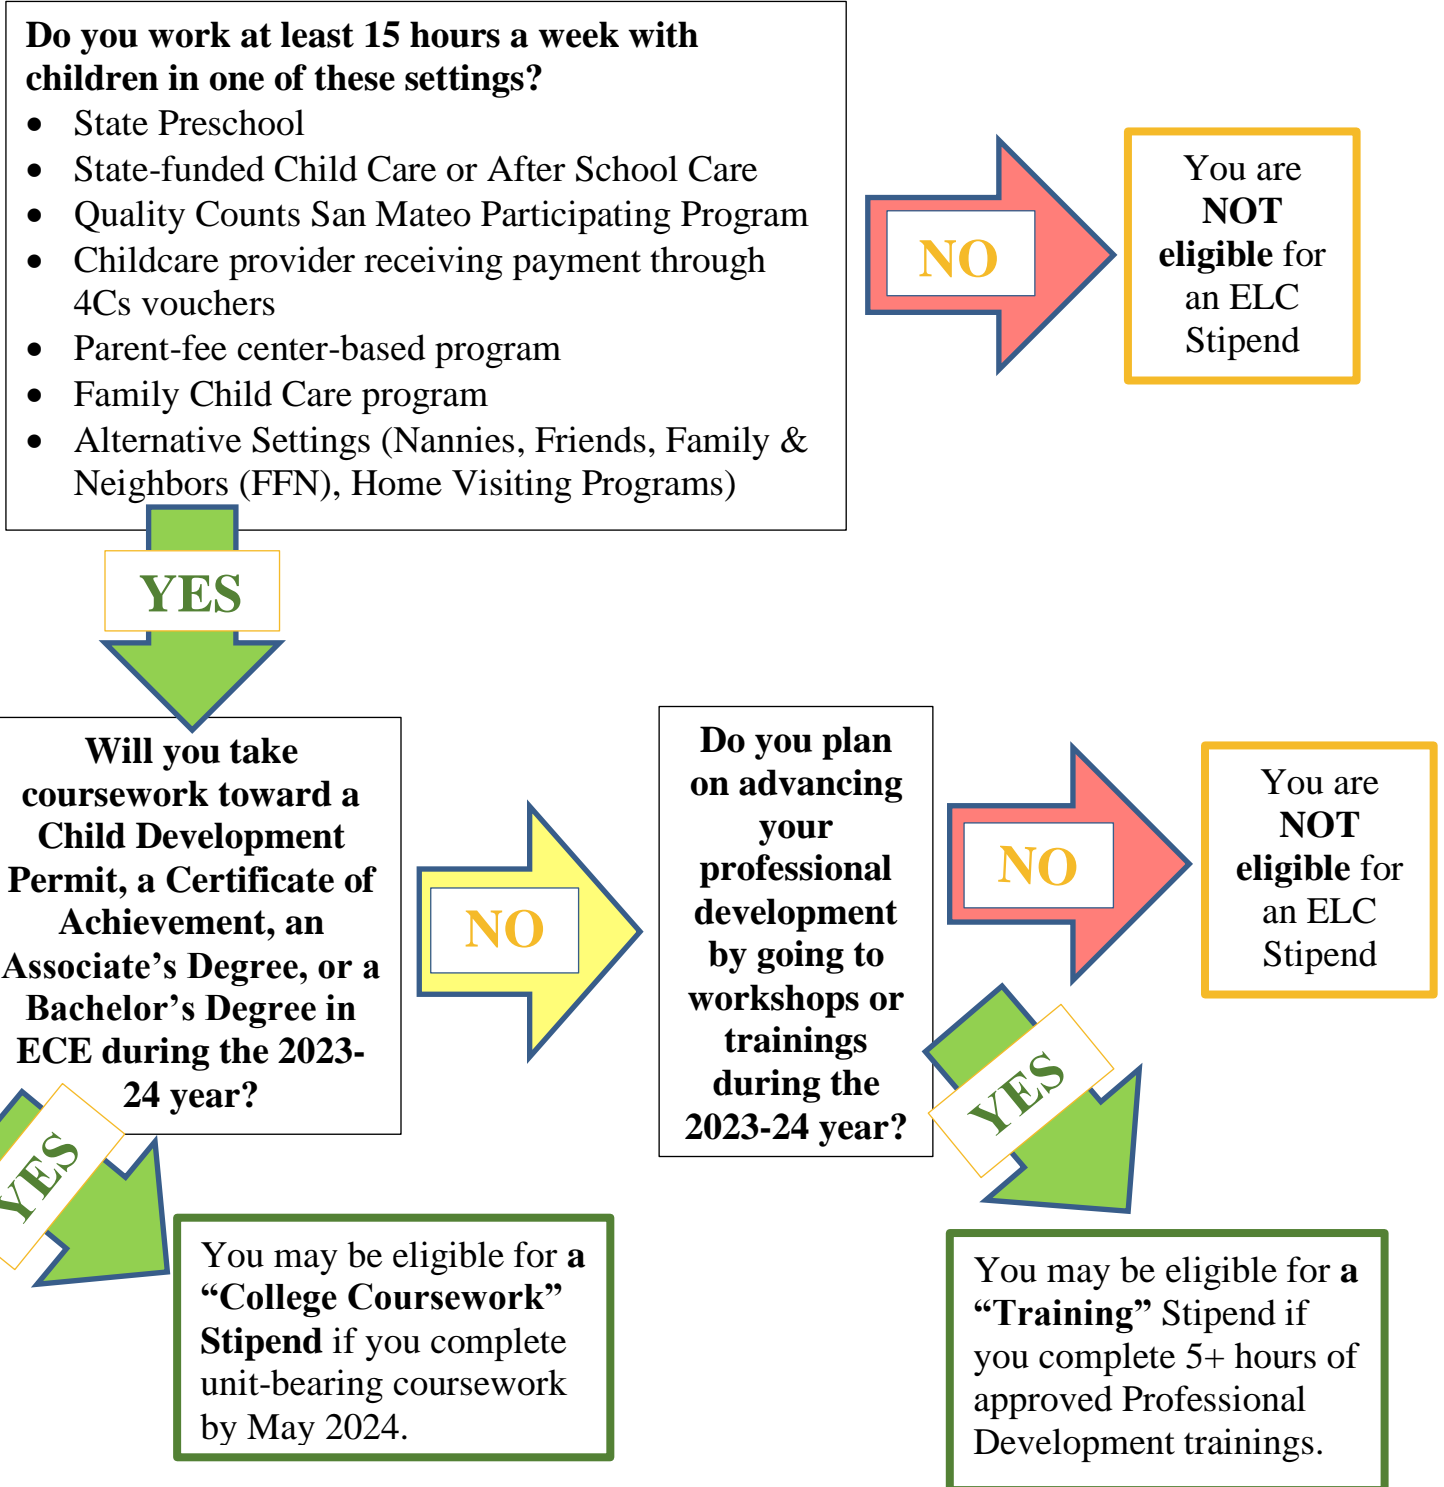 Do you work at least 15 hours a week with
children in one of these settings?
• State Preschool
• State-funded Child Care or After School Care
• Quality Counts San Mateo Participating Program
• Childcare provider receiving payment through
4Cs vouchers
• Parent-fee center-based program
• Family Child Care program
• Alternative Settings (Nannies, Friends, Family &
Neighbors (FFN), Home Visiting Programs)
NO
You are
NOT
eligible for
an ELC
Stipend
YES
Will you take
coursework toward a
Child Development
Permit, a Certificate of
Achievement, an
Associate’s Degree, or a
Bachelor’s Degree in
ECE during the 2023-
24 year?
NO
Do you plan
on advancing
your
professional
development
by going to
workshops or
trainings
during the
2023-24 year?
NO
You are
NOT
eligible for
an ELC
Stipend
YES
YES
You may be eligible for a
“College Coursework”
Stipend if you complete
unit-bearing coursework
by May 2024.
You may be eligible for a
“Training” Stipend if
you complete 5+ hours of
approved Professional
Development trainings.